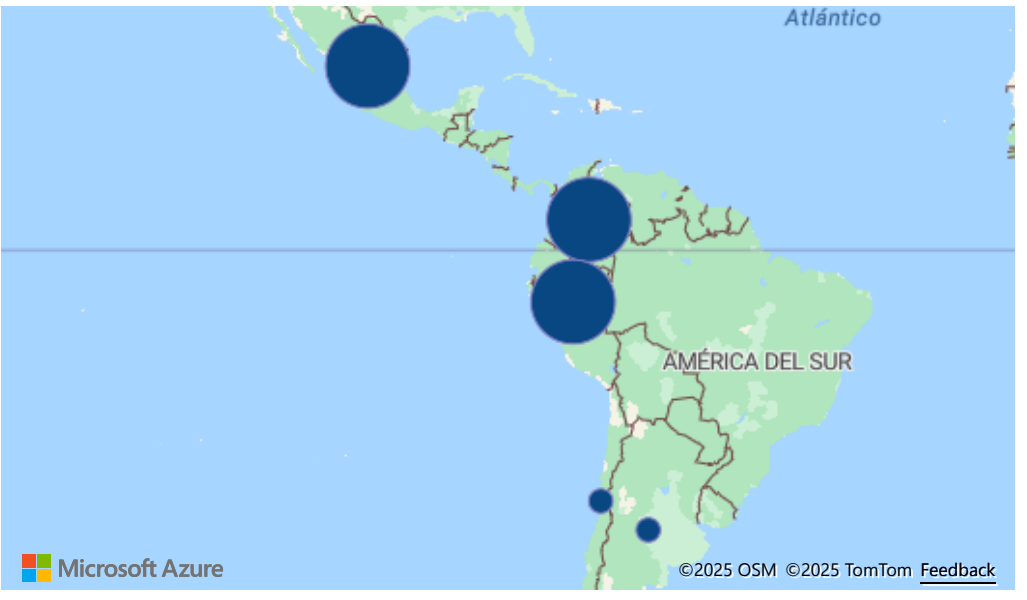 Atlántico
AMÉRICA DEL SUR
Microsoft Azure
©2025 OSM ©2025 TomTom Feedback